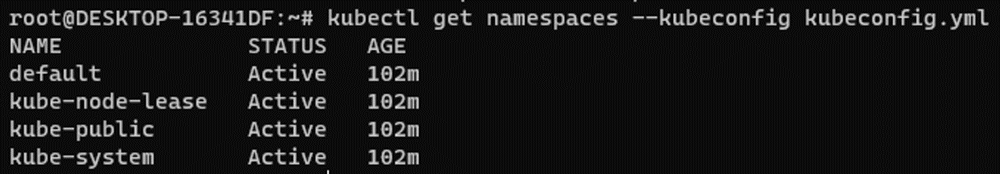 root@DESKTOP-16341DF:~# kubectl get namespaces --kubeconfig kubeconfig.yml
NAME              STATUS   AGE
default           Active   102m
kube-node-lease   Active   102m
kube-public       Active   102m
kube-system       Active   102m